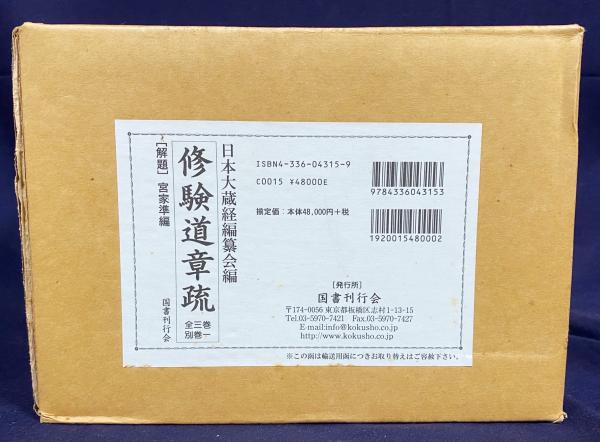 日本大蔵経編纂会編
修験道章疏
全三巻
別巻一
[解題] 宮家準編
国書刊行会
ISBN4-336-04315-9
C0015 ¥48000E
揃定価:本体48,000円+税
9784336043153
1920015480002
[発行所]
国書刊行会
〒174-0056 東京都板橋区志村1-13-15
Tel.03-5970-7421 Fax.03-5970-7427
E-mail:info@kokusho.co.jp
http://www.kokusho.co.jp
※この函は輸送用函につきお取り替えはご容赦下さい。